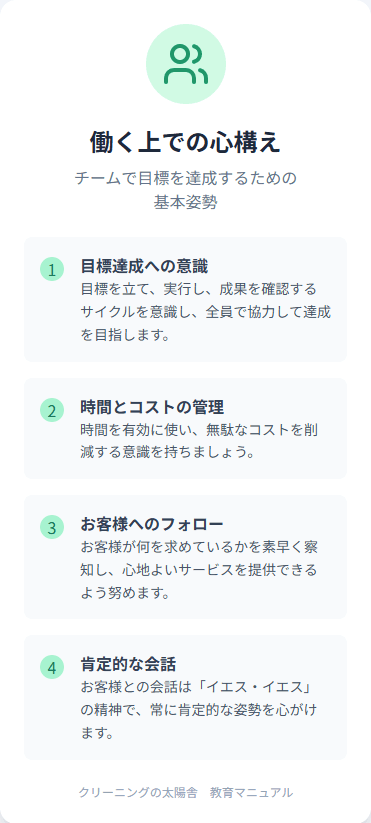 働く上での心構え
チームで目標を達成するための
基本姿勢
1
目標達成への意識
目標を立て、実行し、成果を確認する
サイクルを意識し、全員で協力して達成
を目指します。
2
時間とコストの管理
時間を有効に使い、無駄なコストを削
減する意識を持ちましょう。
3
お客様へのフォロー
お客様が何を求めているかを素早く察
知し、心地よいサービスを提供できる
よう努めます。
4
肯定的な会話
お客様との会話は「イエス・イエス」
の精神で、常に肯定的な姿勢を心がけ
ます。
クリーニングの太陽舎　教育マニュアル